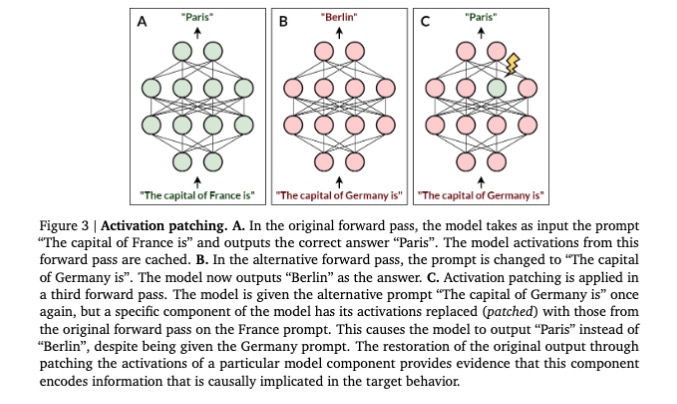 A
"Paris"
B
"Berlin"
C
"Paris"
"The capital of France is"
"The capital of Germany is"
"The capital of Germany is"
Figure 3 | Activation patching. A. In the original forward pass, the model takes as input the prompt
“The capital of France is” and outputs the correct answer “Paris”. The model activations from this
forward pass are cached. B. In the alternative forward pass, the prompt is changed to “The capital
of Germany is”. The model now outputs “Berlin” as the answer. C. Activation patching is applied in
a third forward pass. The model is given the alternative prompt “The capital of Germany is” once
again, but a specific component of the model has its activations replaced (patched) with those from
the original forward pass on the France prompt. This causes the model to output “Paris” instead of
“Berlin”, despite being given the Germany prompt. The restoration of the original output through
patching the activations of a particular model component provides evidence that this component
encodes information that is causally implicated in the target behavior.